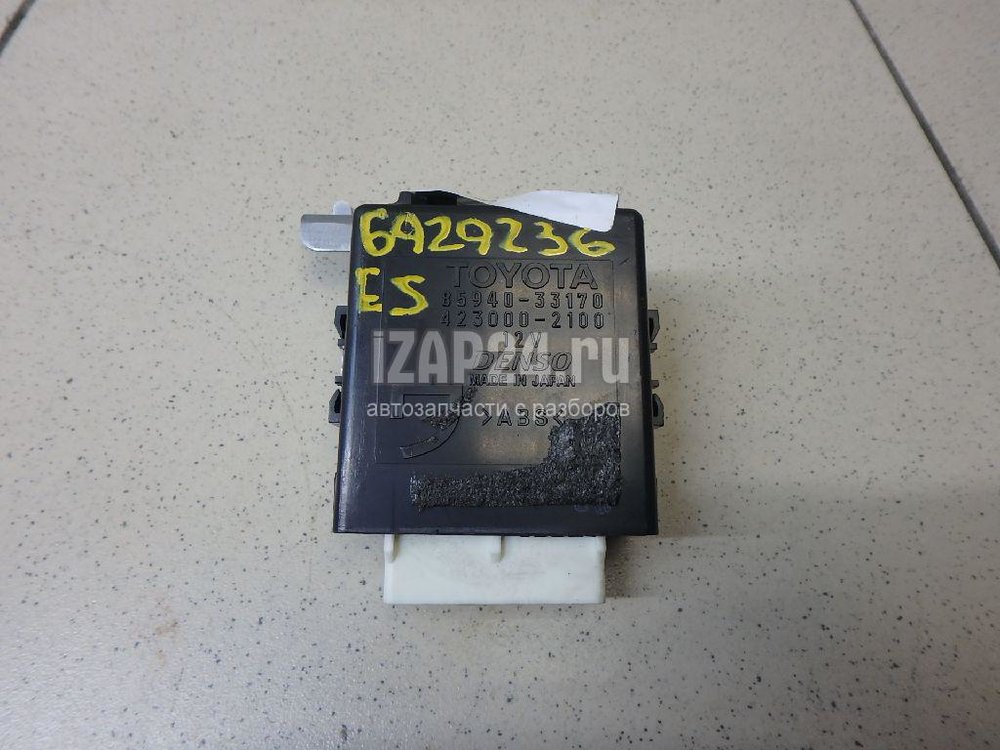 6A29236
ES
TOYOTA
85940-33170
423000-2100
12V
iZAP24.ru
DENSO
MADE IN JAPAN
автозапчасти с разборов
>ABS<